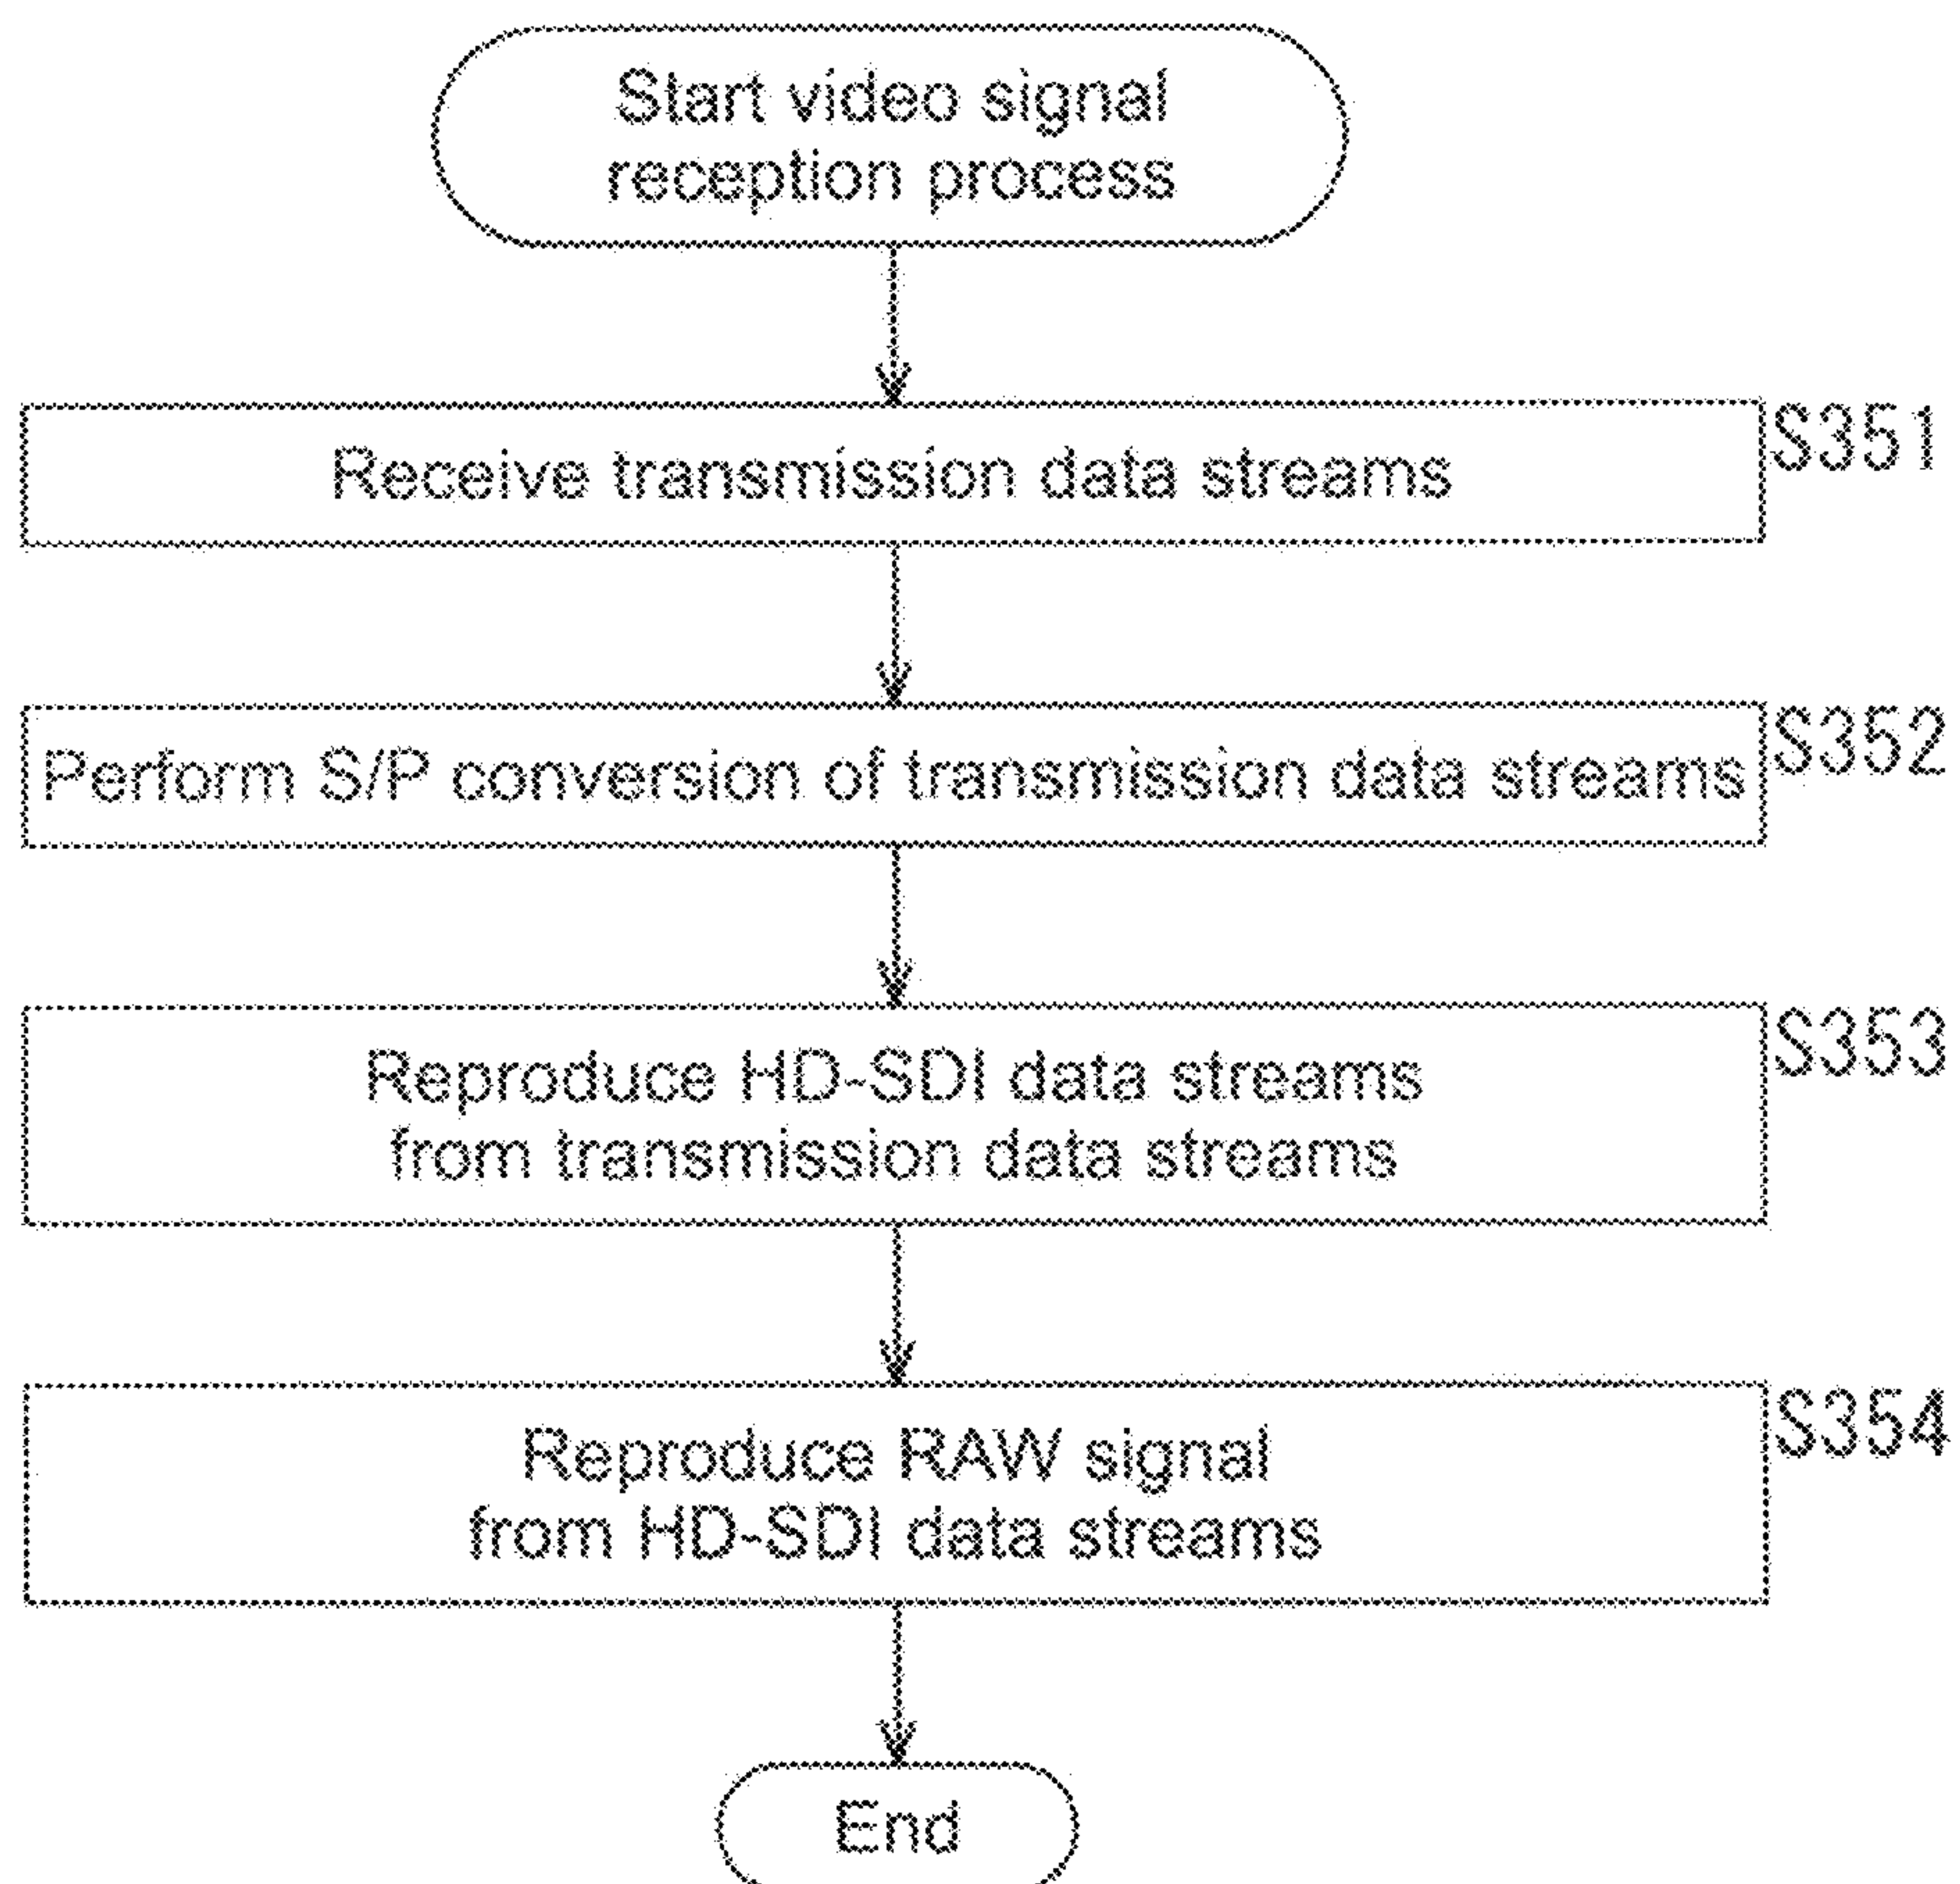 Start video signal
reception process
Receive transmission data streams
S351
Perform S/P conversion of transmission data streams
S352
Reproduce HD-SDI data streams
from transmission data streams
S353
Reproduce RAW signal
from HD-SDI data streams
S354
End